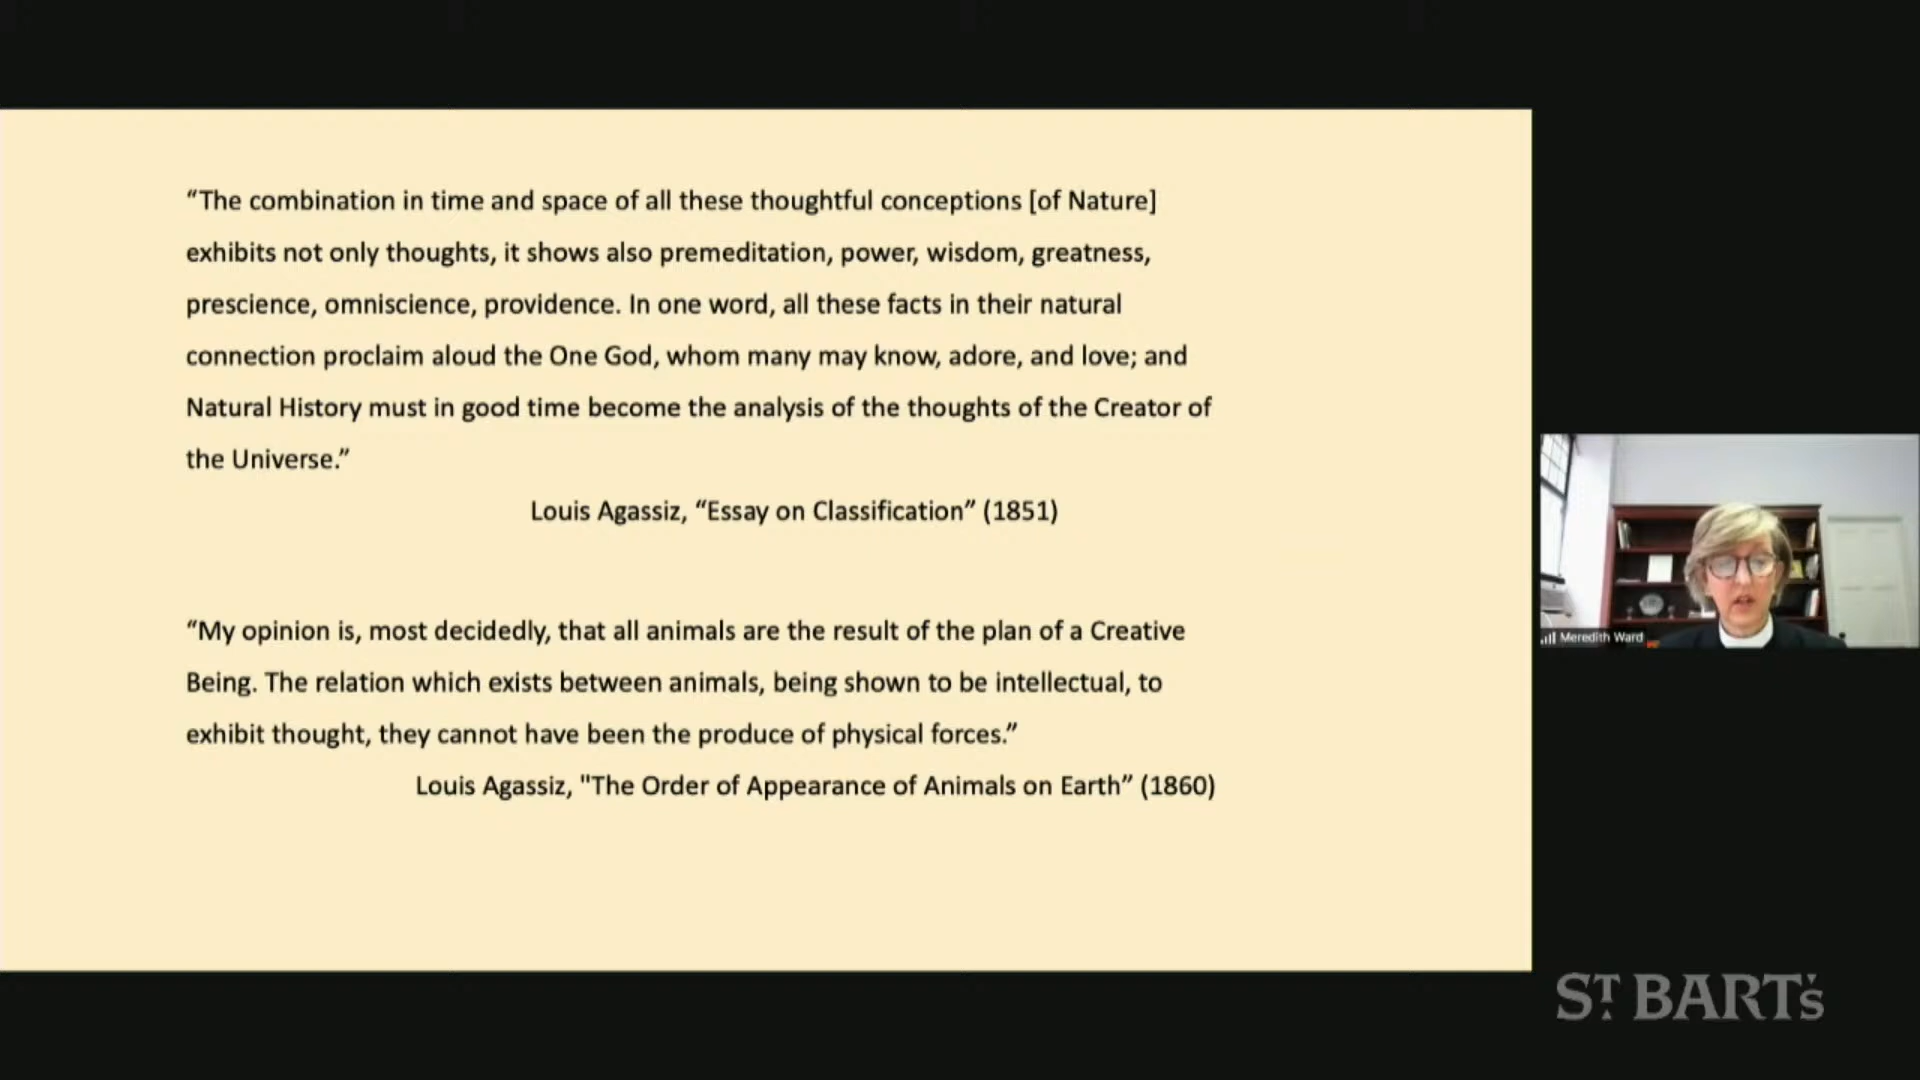 “The combination in time and space of all these thoughtful conceptions [of Nature]
exhibits not only thoughts, it shows also premeditation, power, wisdom, greatness,
prescience, omniscience, providence. In one word, all these facts in their natural
connection proclaim aloud the One God, whom many may know, adore, and love; and
Natural History must in good time become the analysis of the thoughts of the Creator of
the Universe.”
Louis Agassiz, “Essay on Classification” (1851)
“My opinion is, most decidedly, that all animals are the result of the plan of a Creative
Being. The relation which exists between animals, being shown to be intellectual, to
exhibit thought, they cannot have been the produce of physical forces.”
Louis Agassiz, "The Order of Appearance of Animals on Earth” (1860)
Meredith Ward
ST BART's